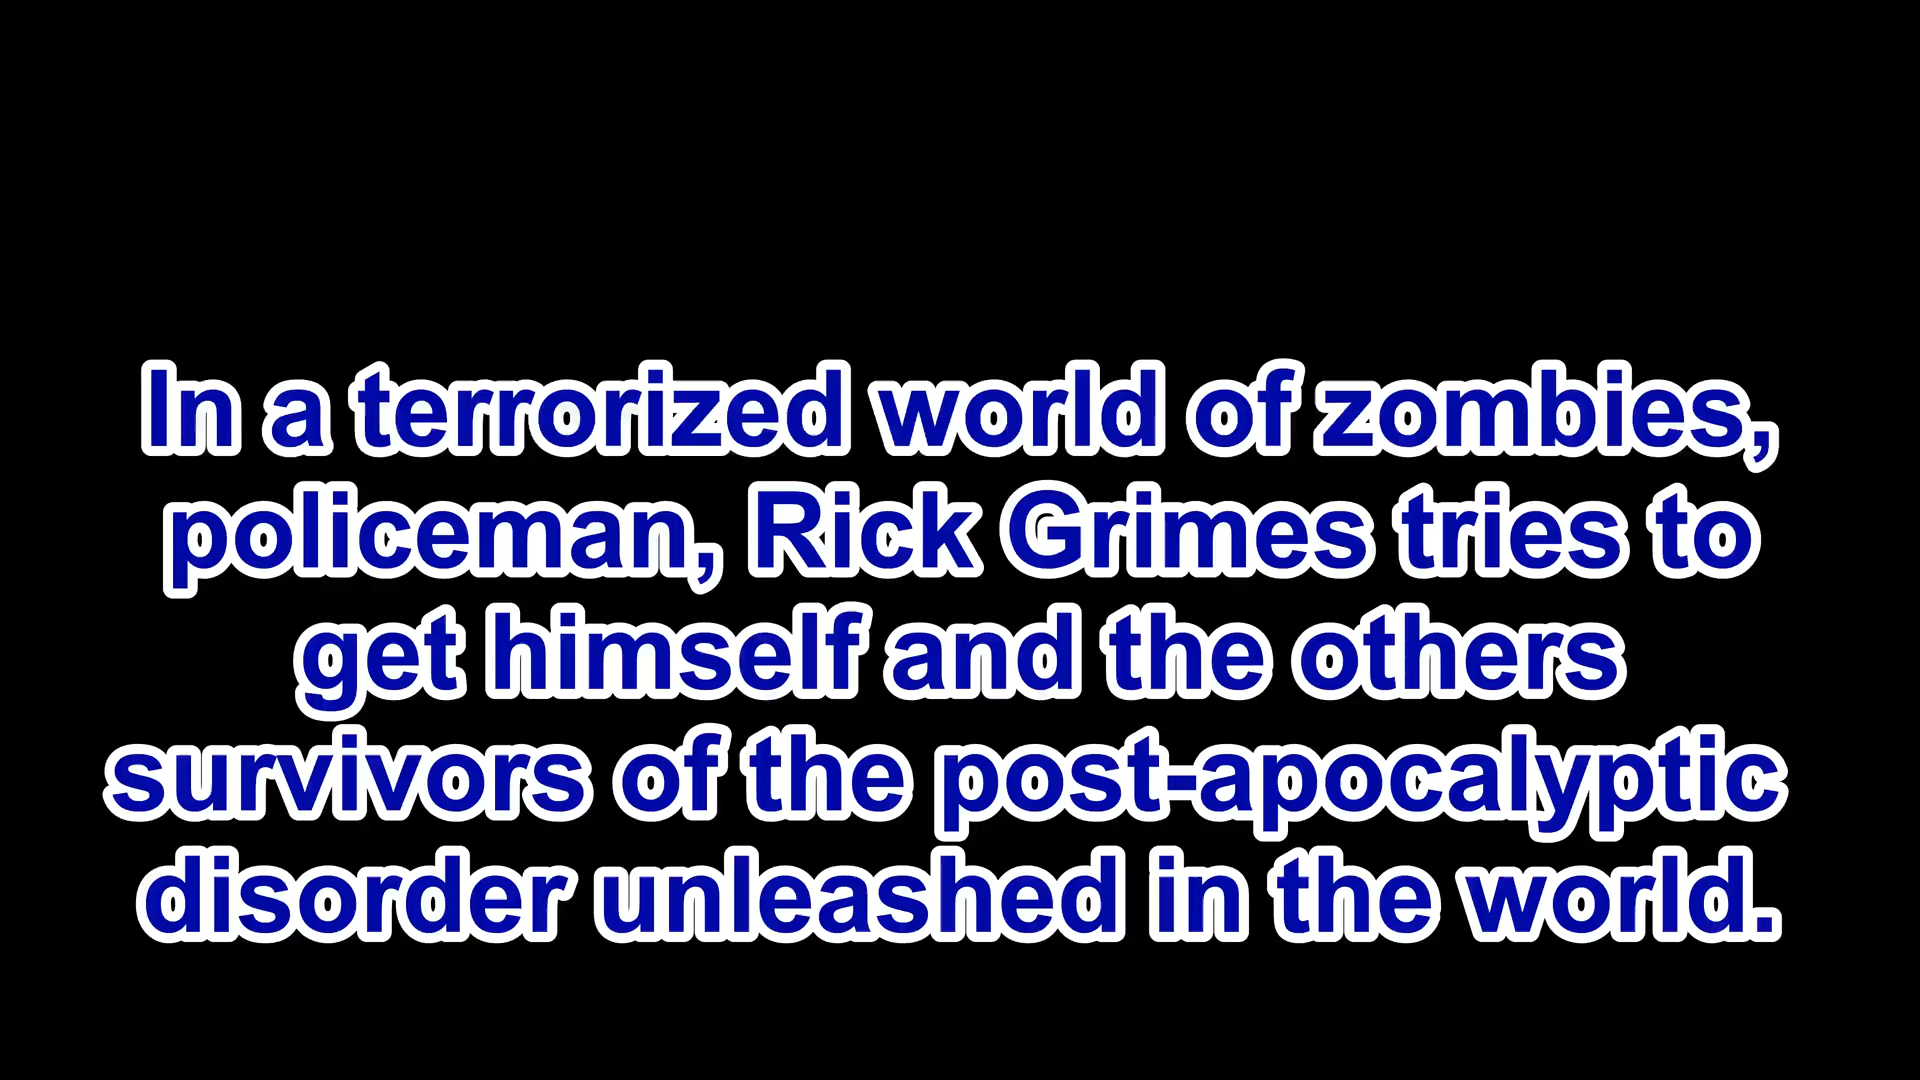 In a terrorized world of zombies,
policeman, Rick Grimes tries to
get himself and the others
survivors of the post-apocalyptic
disorder unleashed in the world.